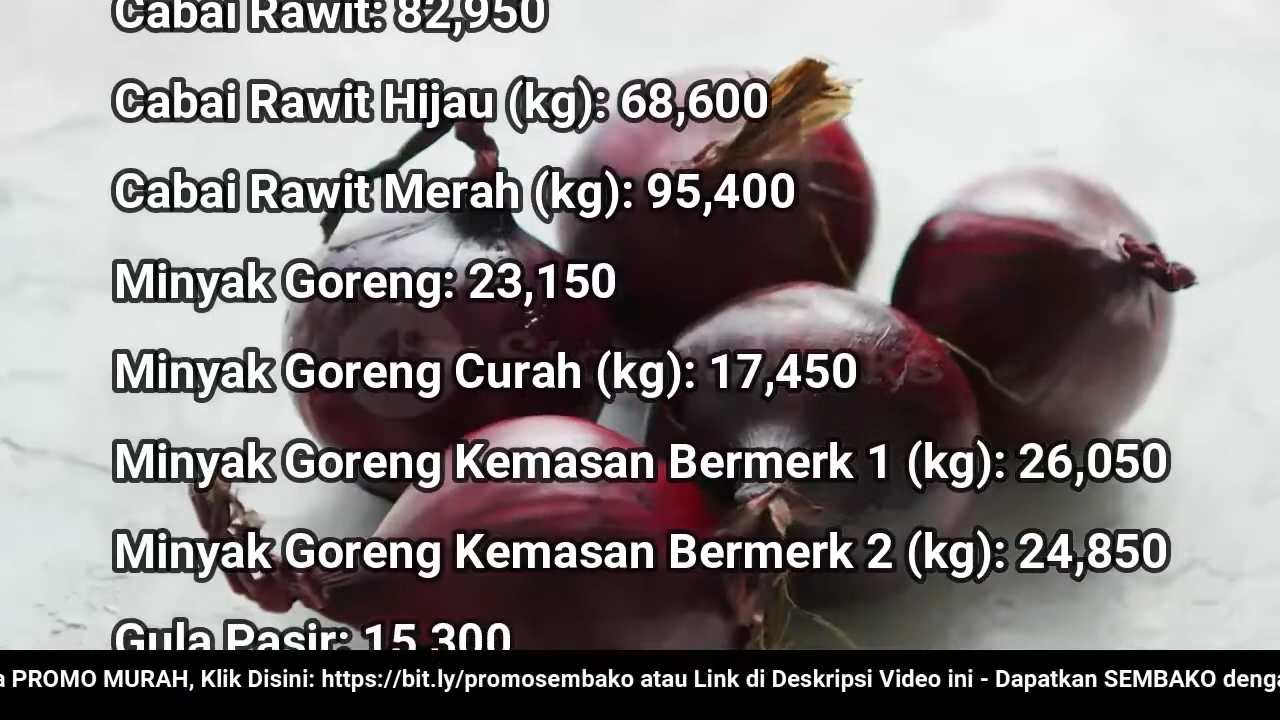 Cabai Rawit: 82,950
Cabai Rawit Hijau (kg): 68,600
Cabai Rawit Merah (kg): 95,400
Minyak Goreng: 23,150
Minyak Goreng Curah (kg): 17,450
Minyak Goreng Kemasan Bermerk 1 (kg): 26,050
Minyak Goreng Kemasan Bermerk 2 (kg): 24,850
Gula Pasir: 15,300
a PROMO MURAH, Klik Disini: https://bit.ly/promosembako atau Link di Deskripsi Video ini - Dapatkan SEMBAKO denga